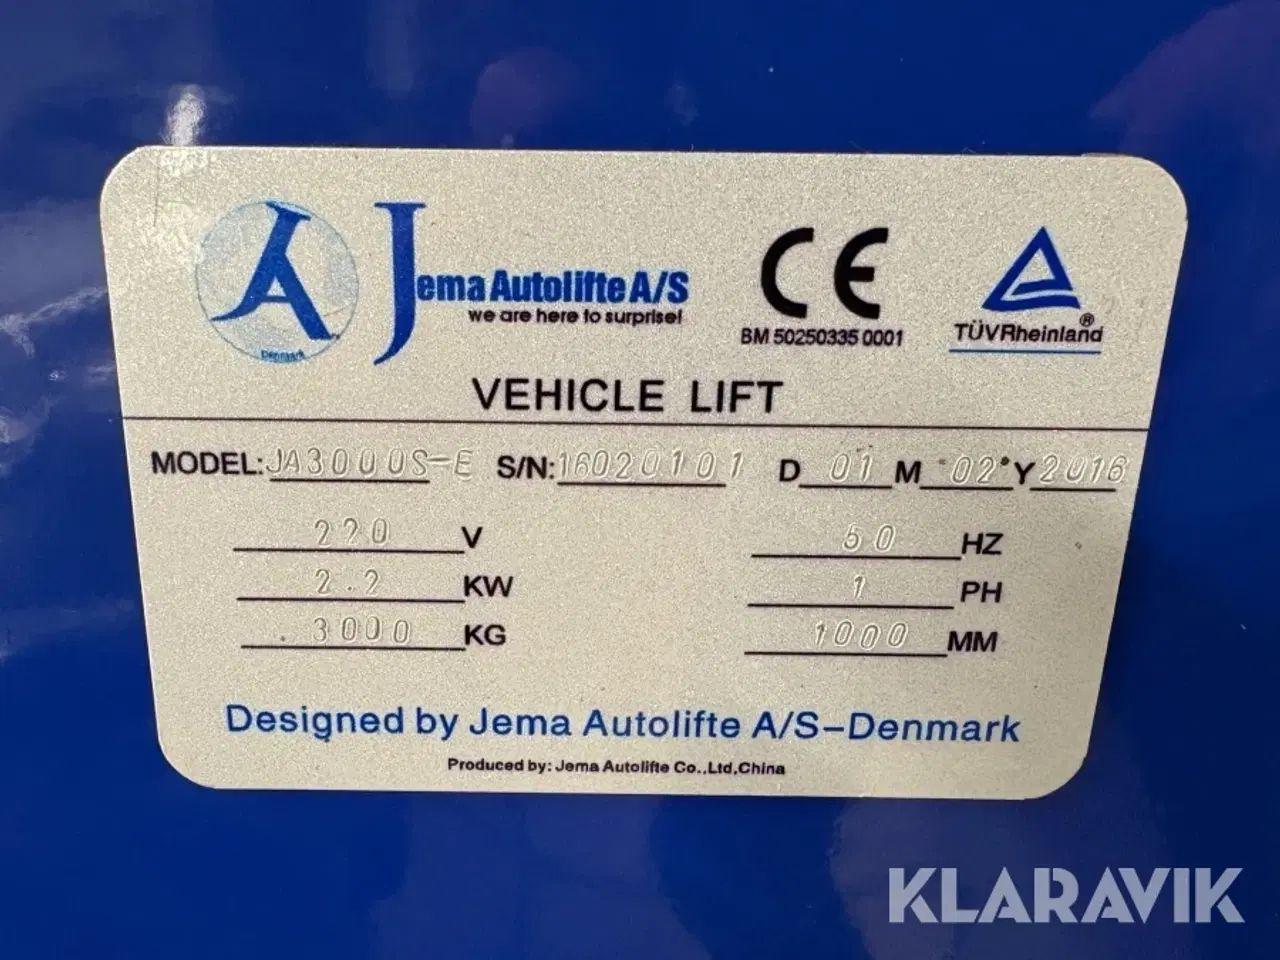 A
Denmark
Jema Autolifte A/S
we are here to surprise!
CE
BM 50250335 0001
TÜVRheinland®
VEHICLE LIFT
MODEL: JA3000S-E S/N: 16020101 D 01 M 02 Y 2016
220 V 50 HZ
2.2 KW 1 PH
3000 KG 1000 MM
Designed by Jema Autolifte A/S-Denmark
Produced by: Jema Autolifte Co.,Ltd,China
KLARAVIK